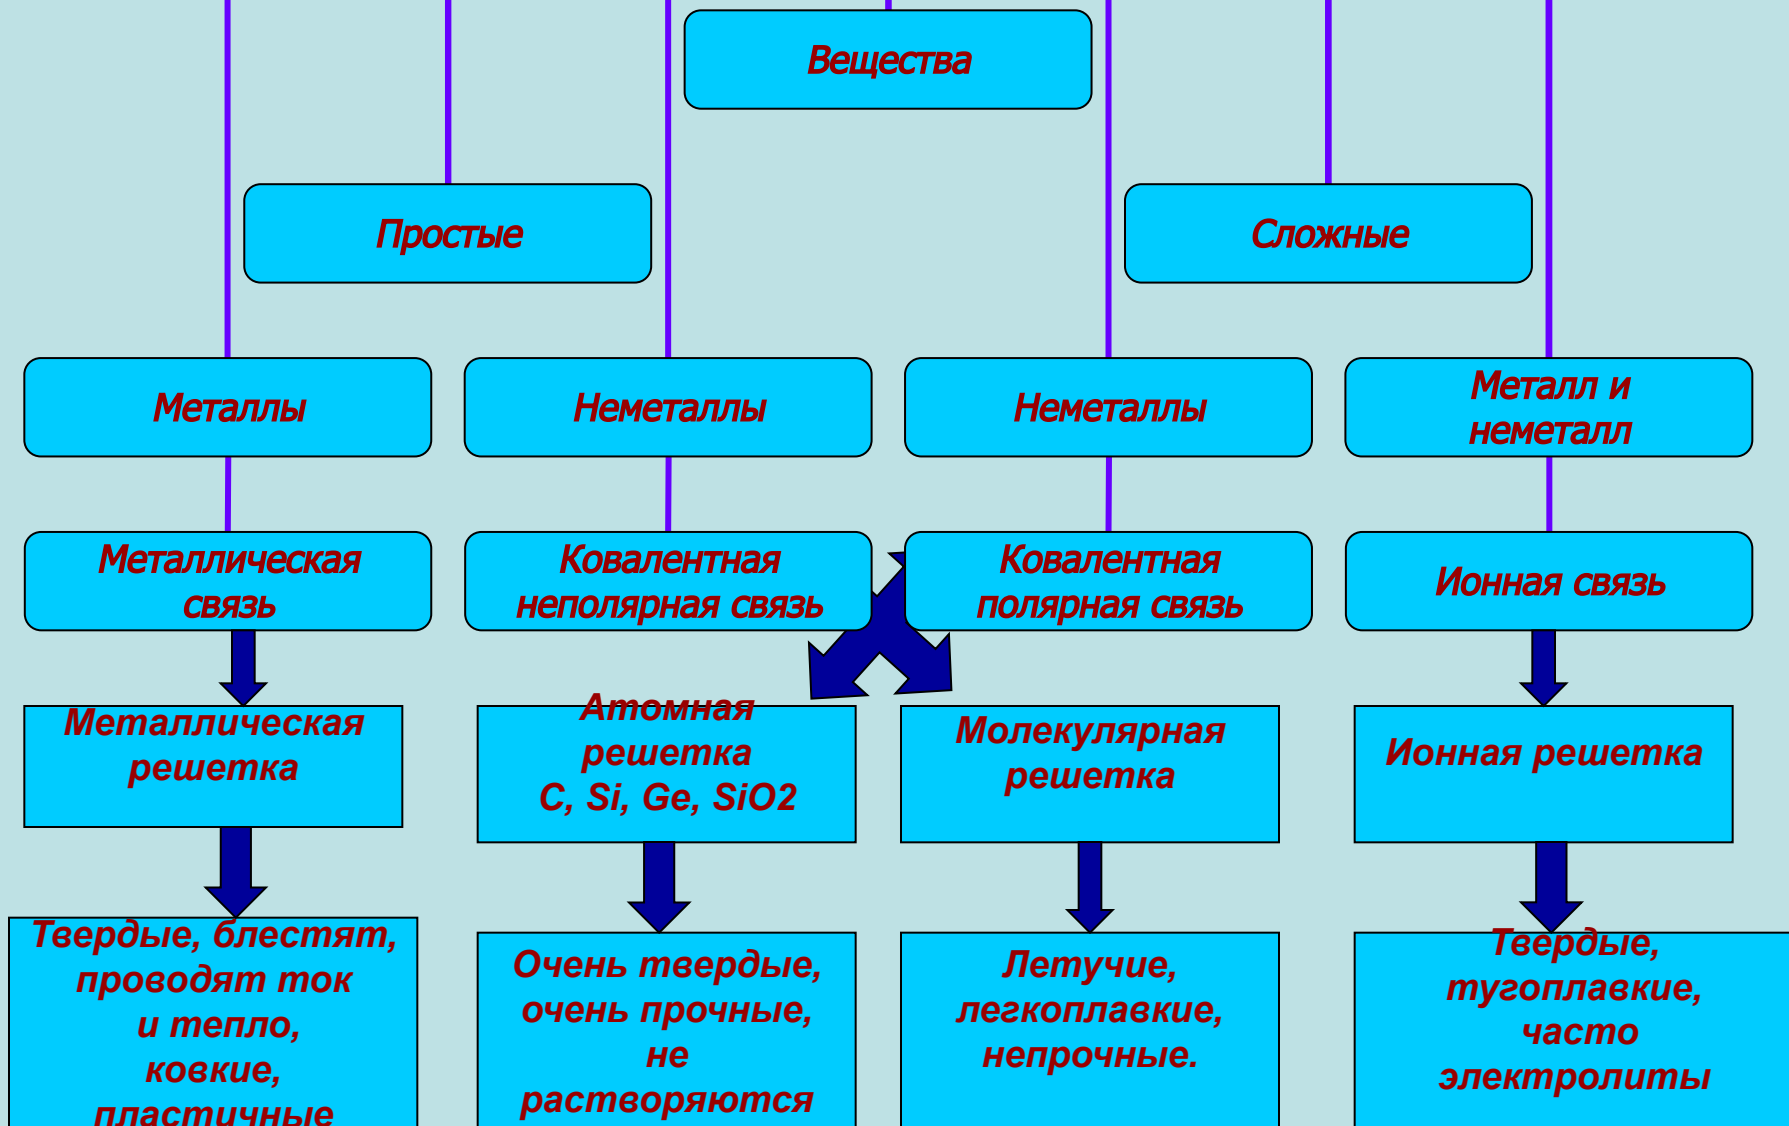 Вещества
Простые
Сложные
Металлы
Неметаллы
Неметаллы
Металл и
неметалл
Металлическая
связь
Ковалентная
неполярная связь
Ковалентная
полярная связь
Ионная связь
Металлическая
решетка
Атомная
решетка
C, Si, Ge, SiO2
Молекулярная
решетка
Ионная решетка
Твердые, блестят,
проводят ток
и тепло,
ковкие,
пластичные
Очень твердые,
очень прочные,
не
растворяются
Летучие,
легкоплавкие,
непрочные.
Твердые,
тугоплавкие,
часто
электролиты